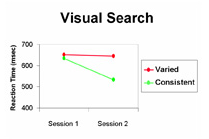 Visual Search
Reaction Time (msec)
700
600
500
400
Session 1
Session 2
Varied
Consistent